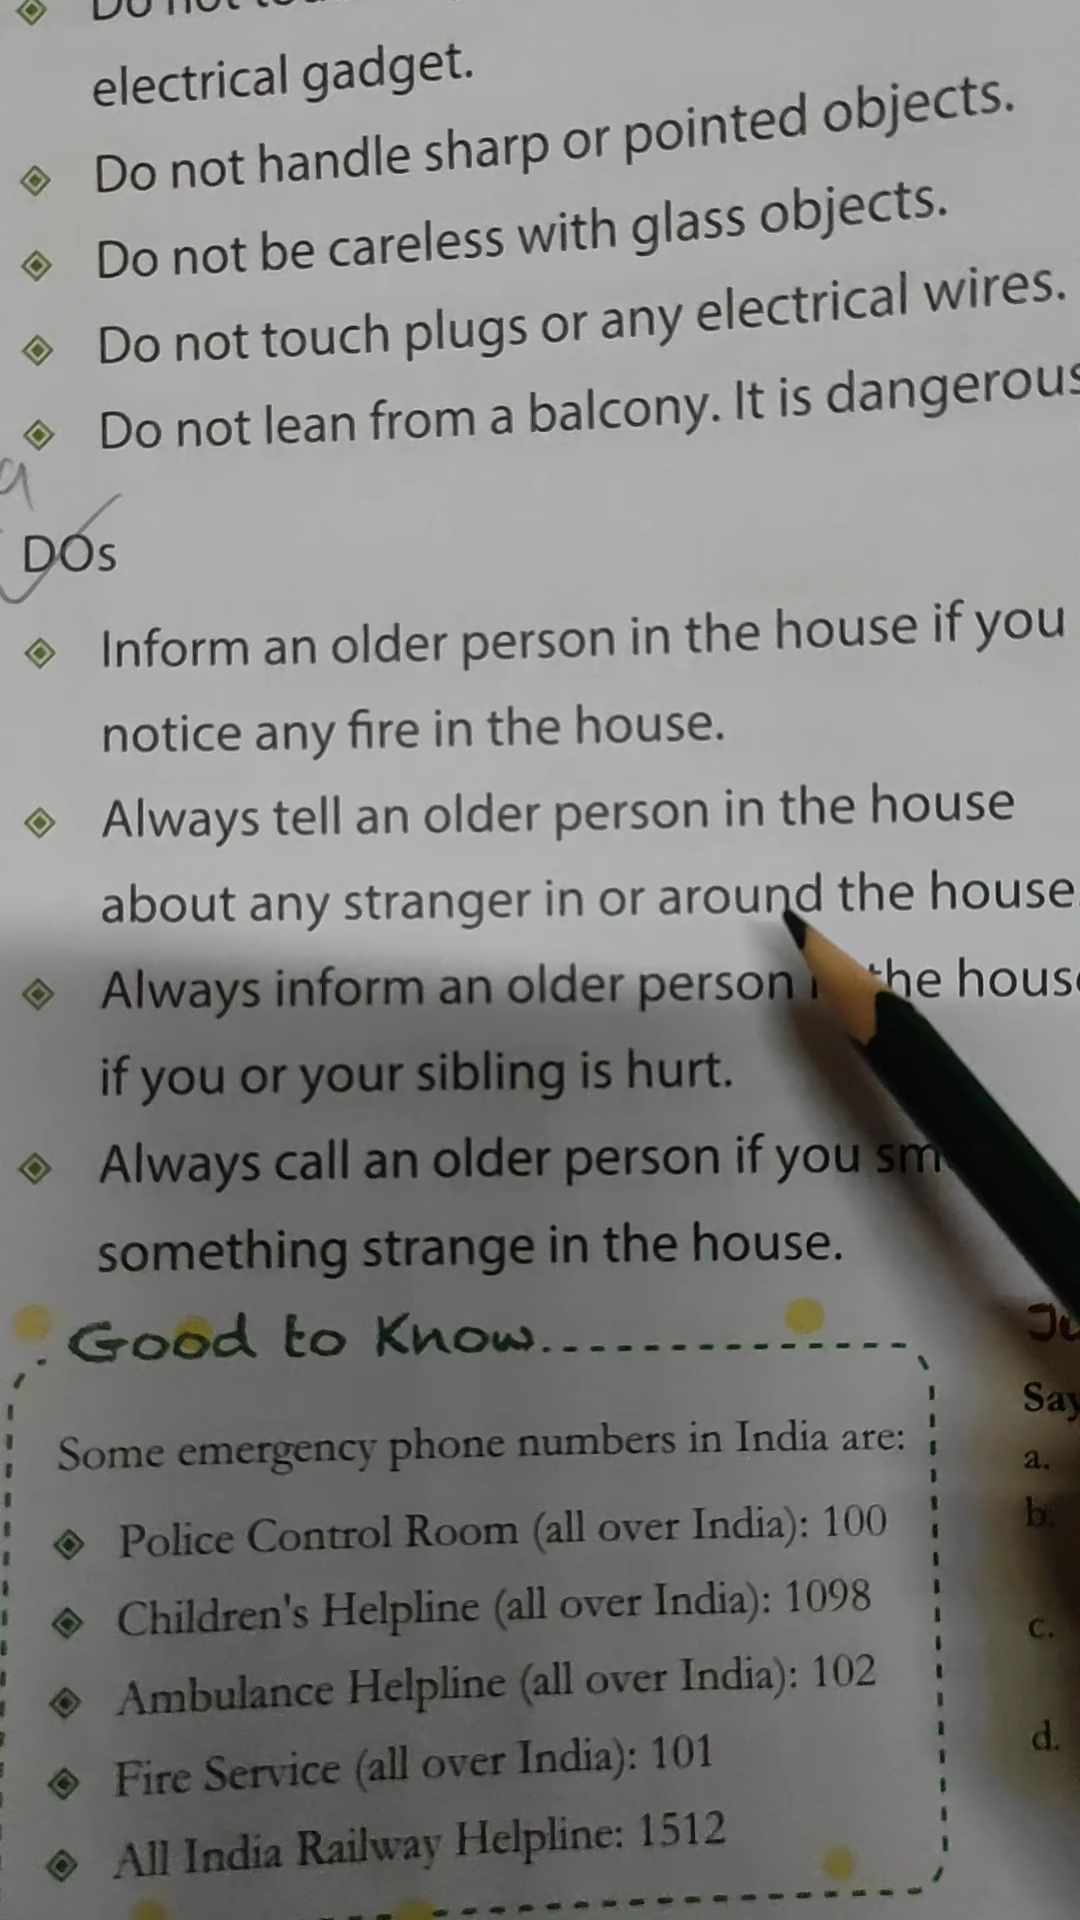 Do not
electrical gadget.
Do not handle sharp or pointed objects.
Do not be careless with glass objects.
Do not touch plugs or any electrical wires.
Do not lean from a balcony. It is dangerous
DOs
Inform an older person in the house if you
notice any fire in the house.
Always tell an older person in the house
about any stranger in or around the house.
Always inform an older person the house
if you or your sibling is hurt.
Always call an older person if you
something strange in the house.
Good to Know
Some emergency phone numbers in India are:
Police Control Room (all over India): 100
Children's Helpline (all over India): 1098
Ambulance Helpline (all over India): 102
Fire Service (all over India): 101
All India Railway Helpline: 1512
Say
a.
b.
c.
d.